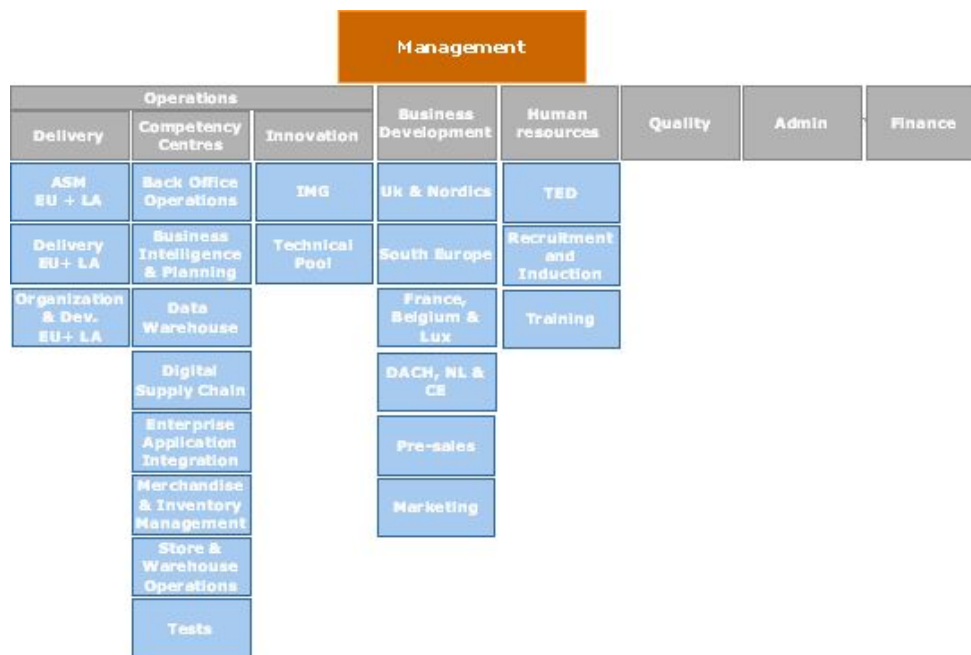 Management
Operations
Delivery
Competency
Centres
Innovation
Business
Development
Human
resources
Quality
Admin
Finance
ASM
EU + LA
Delivery
EU+ LA
Organization
& Dev.
EU+ LA
Back Office
Operations
Business
Intelligence
& Planning
Data
Warehouse
Digital
Supply Chain
Enterprise
Application
Integration
Merchandise
& Inventory
Management
Store &
Warehouse
Operations
Tests
IMG
Technical
Pool
Uk & Nordics
South Europe
France,
Belgium &
Lux
DACH, NL &
CE
Pre-sales
Marketing
TED
Recruitment
and
Induction
Training